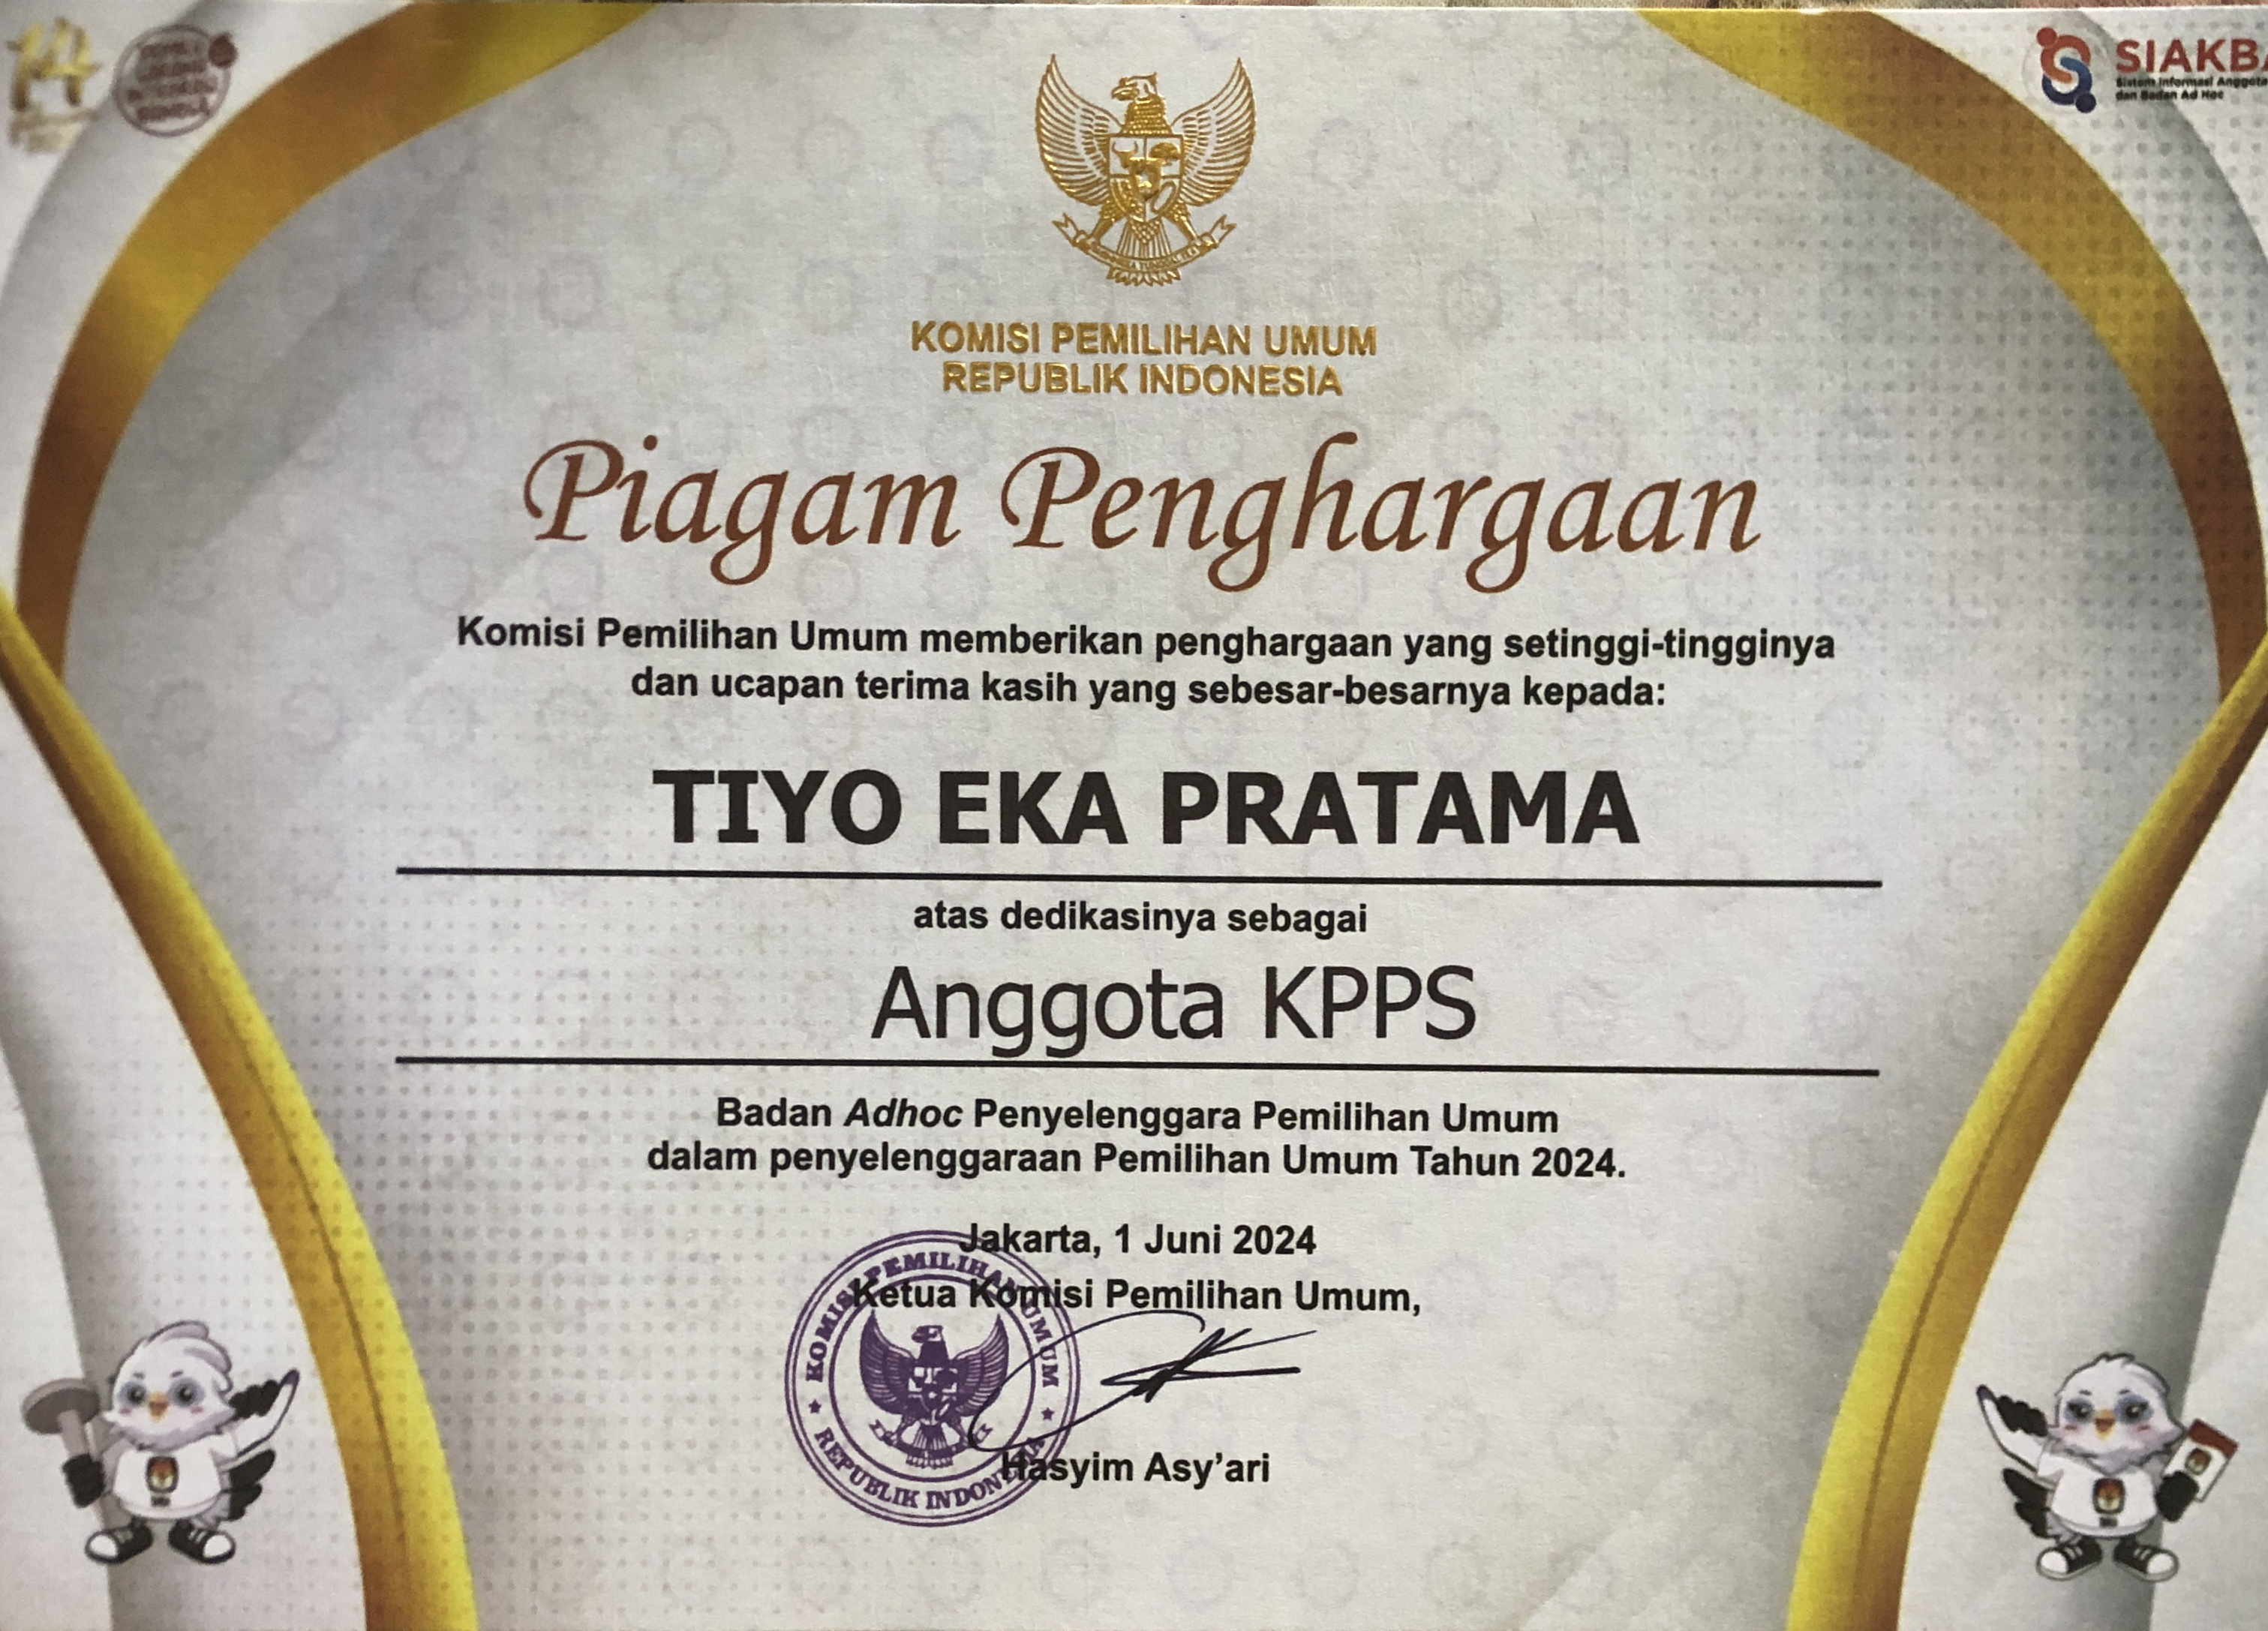 SIAKBA
Sistem Informasi Anggota
dan Badan Ad Hoc
KOMISI PEMILIHAN UMUM
REPUBLIK INDONESIA
Piagam Penghargaan
Komisi Pemilihan Umum memberikan penghargaan yang setinggi-tingginya
dan ucapan terima kasih yang sebesar-besarnya kepada:
TIYO EKA PRATAMA
atas dedikasinya sebagai
Anggota KPPS
Badan Adhoc Penyelenggara Pemilihan Umum
dalam penyelenggaraan Pemilihan Umum Tahun 2024.
Jakarta, 1 Juni 2024
Ketua Komisi Pemilihan Umum,
KOMISI PEMILIHAN UMUM
REPUBLIK INDONESIA
Hasyim Asy'ari